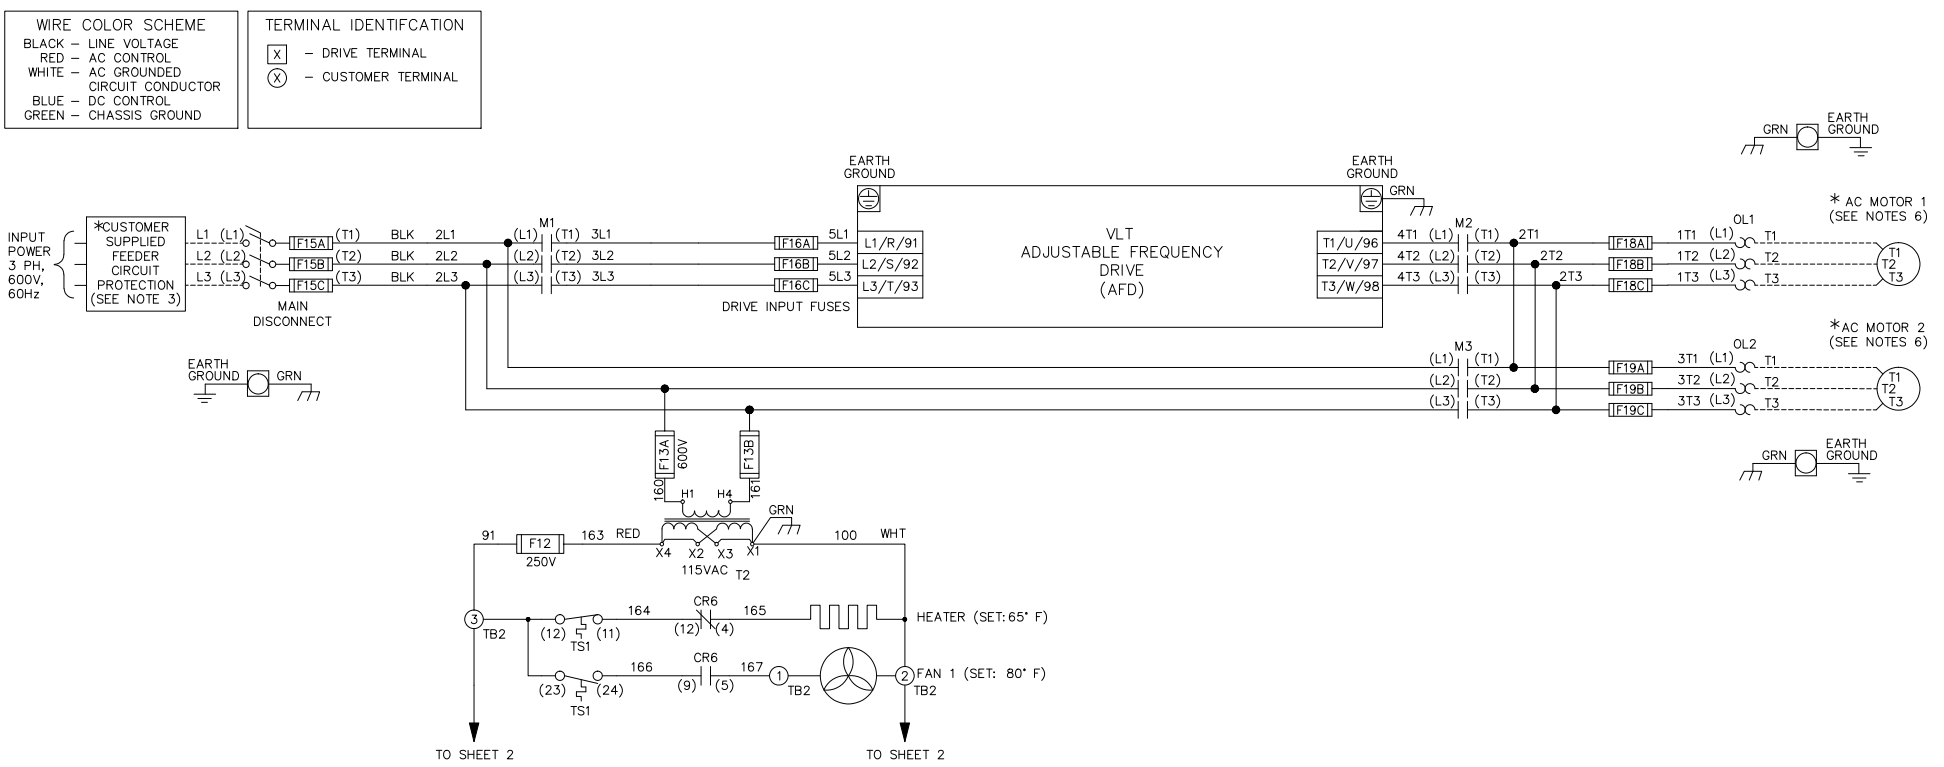 WIRE COLOR SCHEME
BLACK – LINE VOLTAGE
RED – AC CONTROL
WHITE – AC GROUNDED
CIRCUIT CONDUCTOR
BLUE – DC CONTROL
GREEN – CHASSIS GROUND
TERMINAL IDENTIFCATION
X – DRIVE TERMINAL
X – CUSTOMER TERMINAL
INPUT
POWER
3 PH,
600V,
60Hz
*CUSTOMER
SUPPLIED
FEEDER
CIRCUIT
PROTECTION
(SEE NOTE 3)
L1 (L1) F15A (T1) BLK 2L1 (L1) M1 (T1) 3L1 F16A 5L1 L1/R/91
L2 (L2) F15B (T2) BLK 2L2 (L2) (T2) 3L2 F16B 5L2 L2/S/92
L3 (L3) F15C (T3) BLK 2L3 (L3) (T3) 3L3 F16C 5L3 L3/T/93
MAIN
DISCONNECT
DRIVE INPUT FUSES
EARTH
GROUND
VLT
ADJUSTABLE FREQUENCY
DRIVE
(AFD)
EARTH
GROUND
GRN
T1/U/96 4T1 (L1) M2 (T1) 2T1 F18A 1T1 (L1) OL1 T1
T2/V/97 4T2 (L2) (T2) 2T2 F18B 1T2 (L2) T2
T3/W/98 4T3 (L3) (T3) 2T3 F18C 1T3 (L3) T3
GRN
EARTH
GROUND
* AC MOTOR 1
(SEE NOTES 6)
T1
T2
T3
EARTH
GROUND
GRN
(L1) M3 (T1) F19A 3T1 (L1) OL2 T1
(L2) (T2) F19B 3T2 (L2) T2
(L3) (T3) F19C 3T3 (L3) T3
*AC MOTOR 2
(SEE NOTES 6)
T1
T2
T3
GRN
EARTH
GROUND
F13A
600V
F13B
160
H1 H4
161
GRN
91 F12 163 RED
250V
X4 X2 X3 X1
100 WHT
115VAC T2
3
TB2
(12) (11)
TS1
164
CR6
(12) (4)
165
HEATER (SET:65° F)
(23) (24)
TS1
166
CR6
(9) (5)
167
1
TB2
2
TB2
FAN 1 (SET: 80° F)
TO SHEET 2
TO SHEET 2